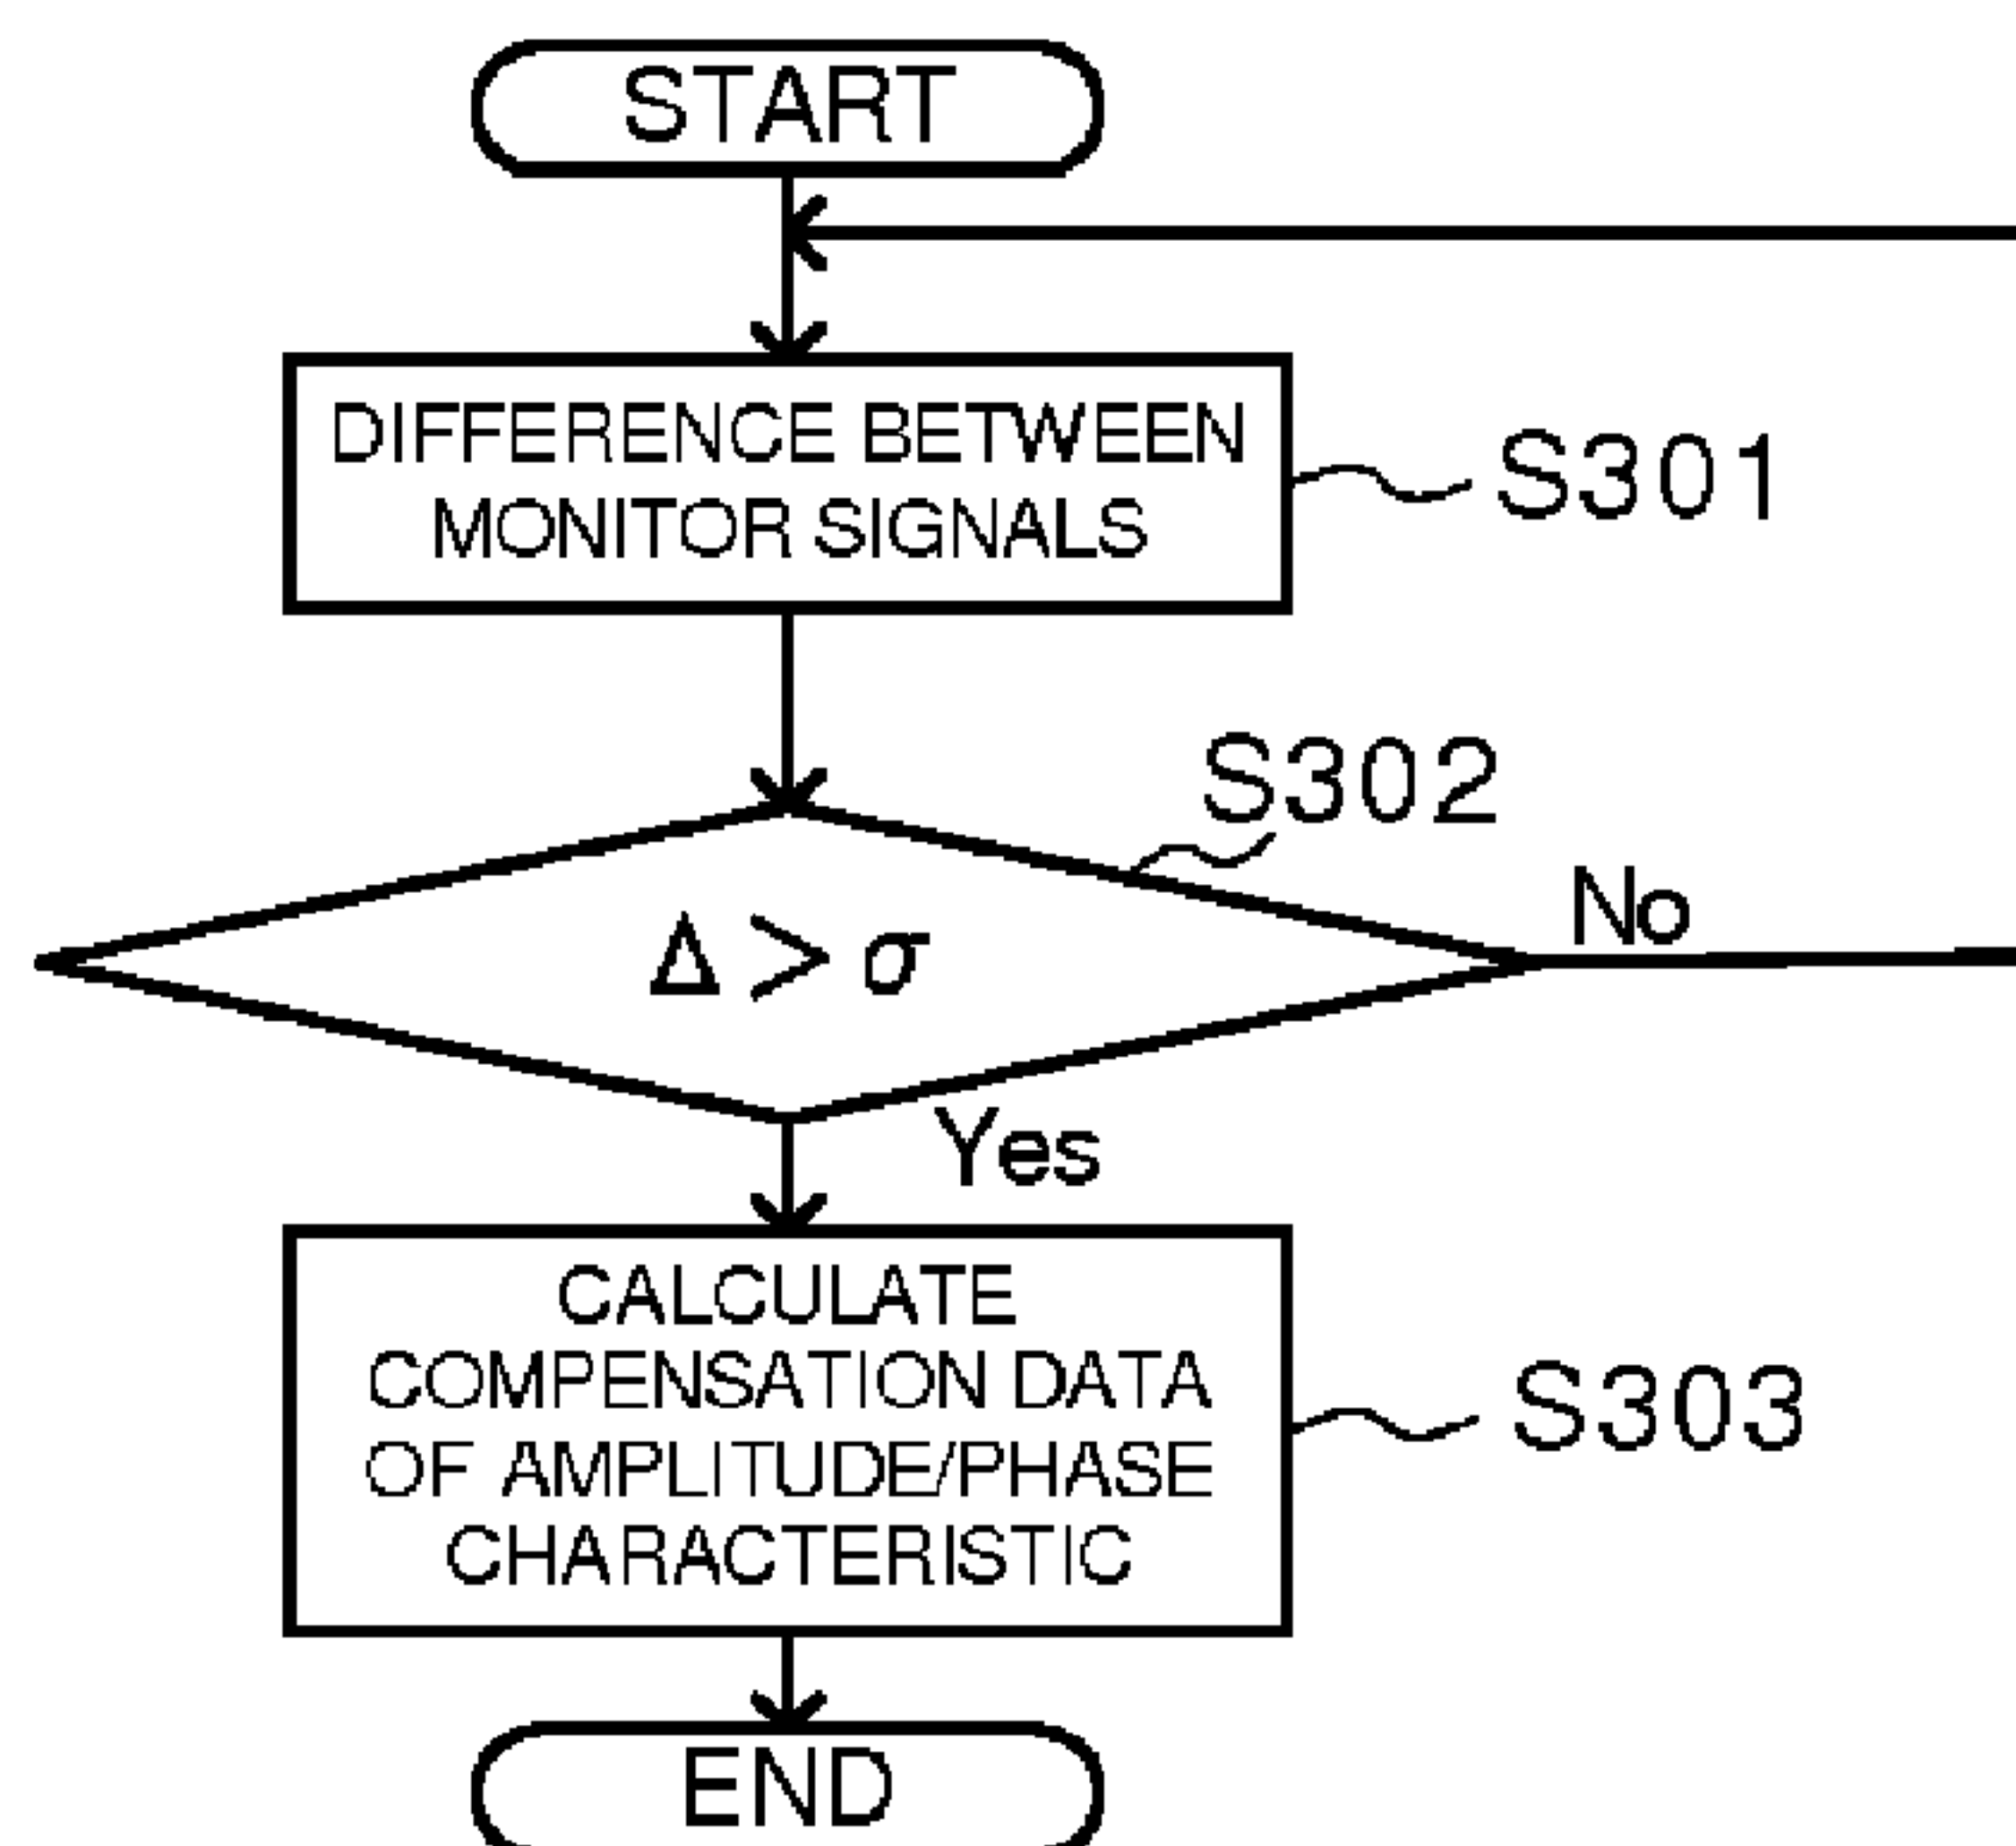 START
DIFFERENCE BETWEEN
MONITOR SIGNALS
S301
S302
Δ > σ
No
Yes
CALCULATE
COMPENSATION DATA
OF AMPLITUDE/PHASE
CHARACTERISTIC
S303
END